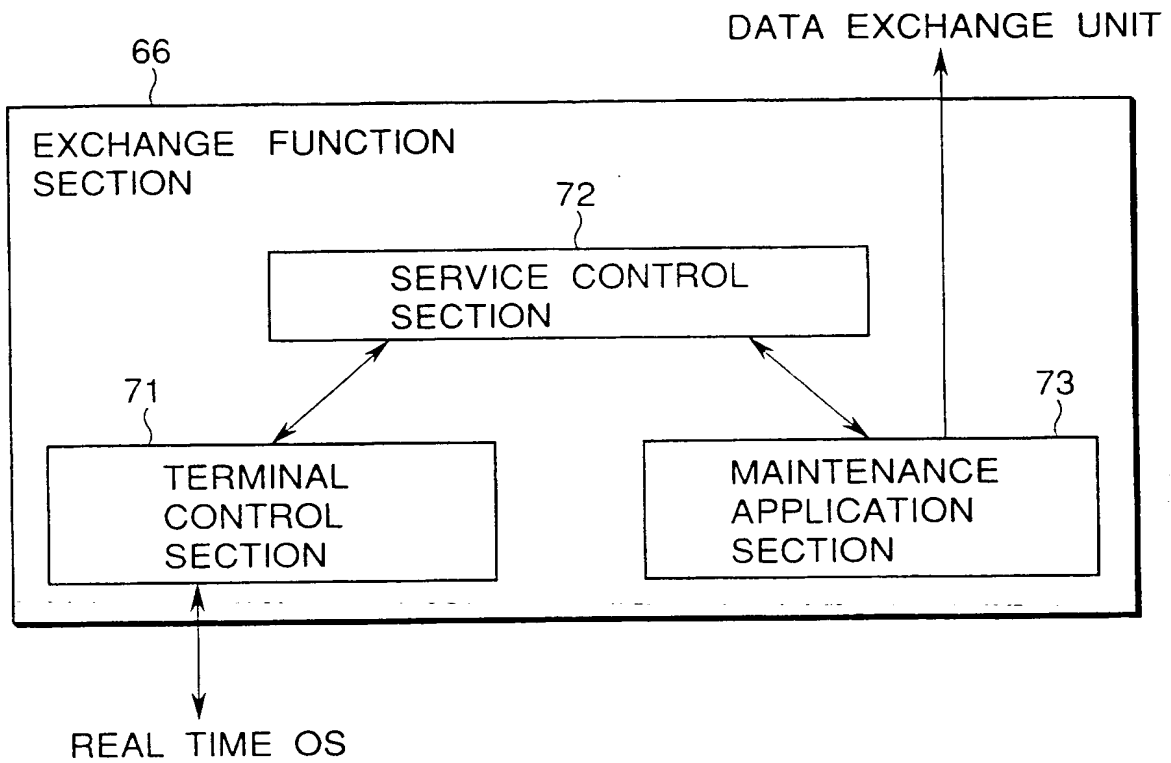 DATA EXCHANGE UNIT
66
EXCHANGE FUNCTION
SECTION
72
SERVICE CONTROL
SECTION
71
TERMINAL
CONTROL
SECTION
73
MAINTENANCE
APPLICATION
SECTION
REAL TIME OS